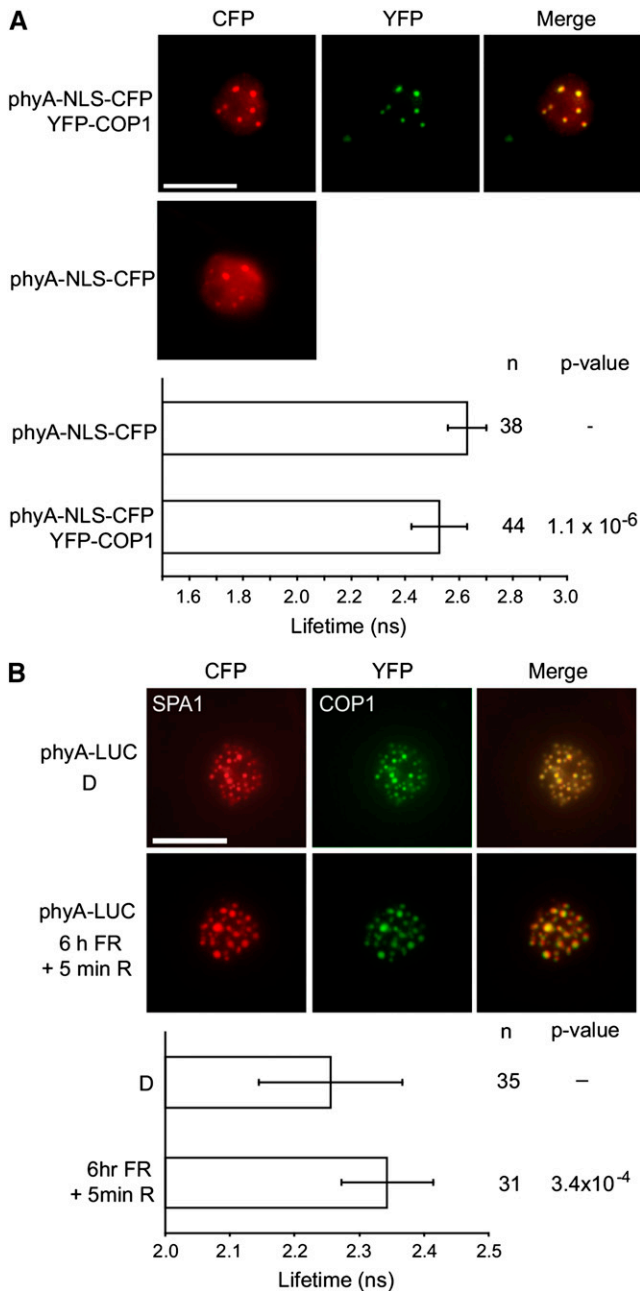 A
CFP YFP Merge
phyA-NLS-CFP
YFP-COP1
phyA-NLS-CFP
n p-value
phyA-NLS-CFP 38 -
phyA-NLS-CFP
YFP-COP1 44 1.1 x 10-6
1.6 1.8 2.0 2.2 2.4 2.6 2.8 3.0
Lifetime (ns)
B
CFP YFP Merge
SPA1 COP1
phyA-LUC
D
phyA-LUC
6 h FR
+ 5 min R
n p-value
D 35 –
6hr FR
+ 5min R 31 3.4x10-4
2.0 2.1 2.2 2.3 2.4 2.5
Lifetime (ns)